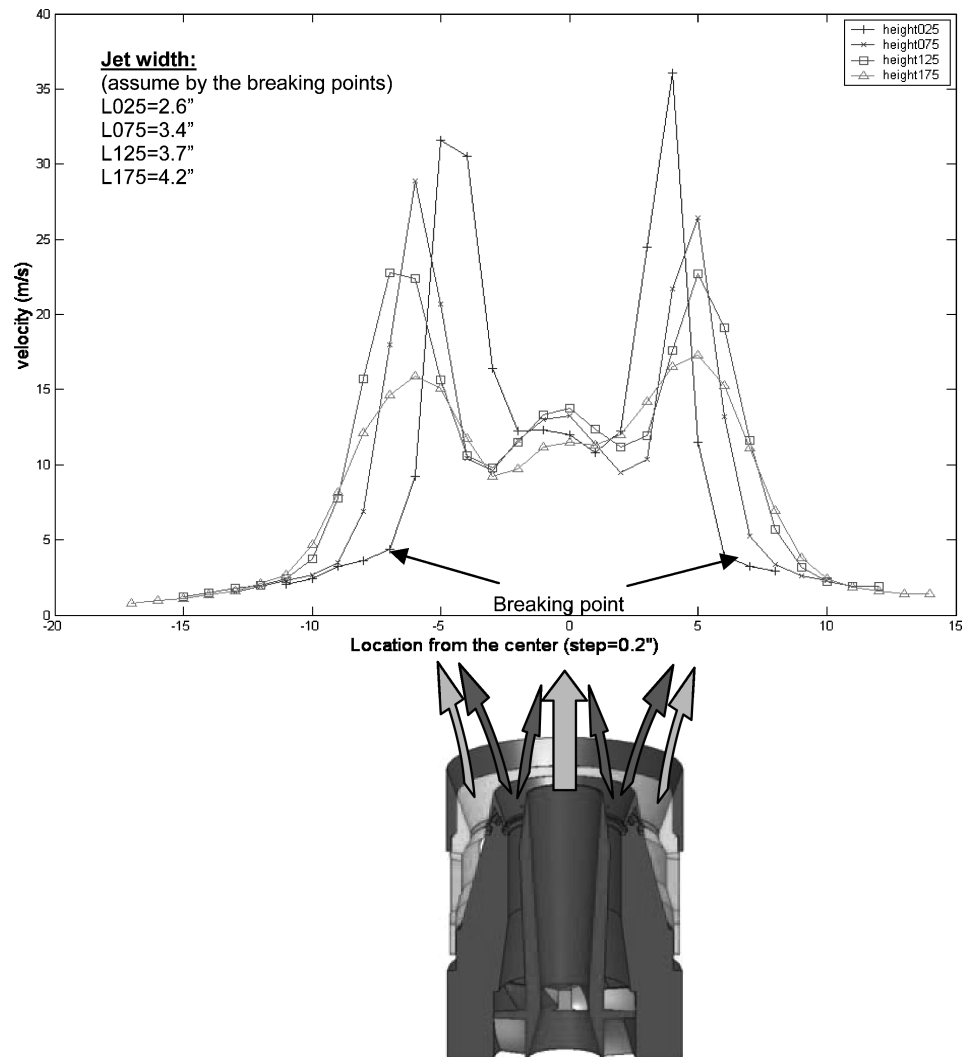 40
35
30
25
20
15
10
5
0
velocity (m/s)
Jet width:
(assume by the breaking points)
L025=2.6”
L075=3.4”
L125=3.7”
L175=4.2”
height025
height075
height125
height175
Breaking point
-20 -15 -10 -5 0 5 10 15
Location from the center (step=0.2")